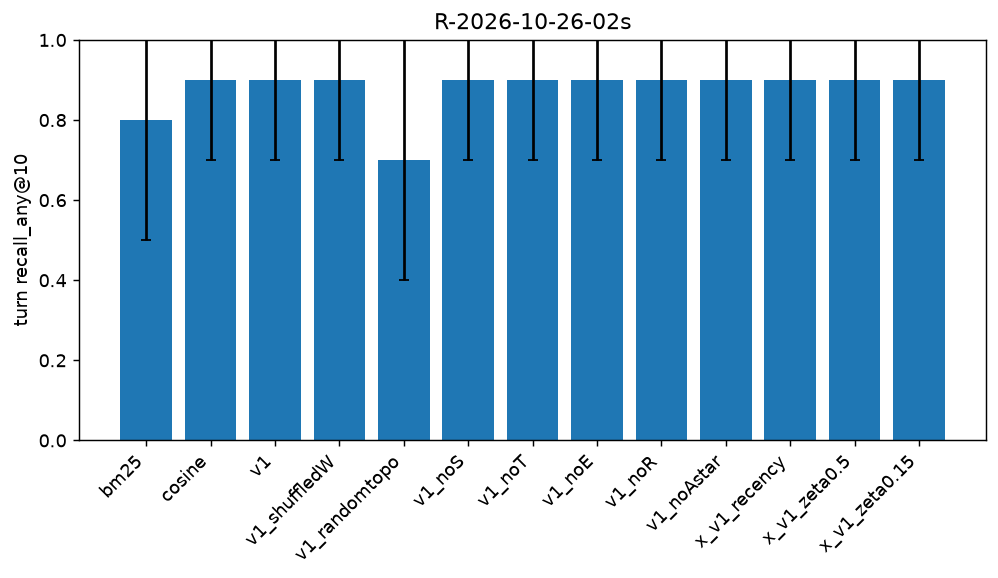 R-2026-10-26-02s
turn recall_any@10
1.0
0.8
0.6
0.4
0.2
0.0
bm25
cosine
v1
v1_shuffledW
v1_randomtopo
v1_noS
v1_noT
v1_noE
v1_noR
v1_noAstar
x_v1_recency
x_v1_zeta0.5
x_v1_zeta0.15